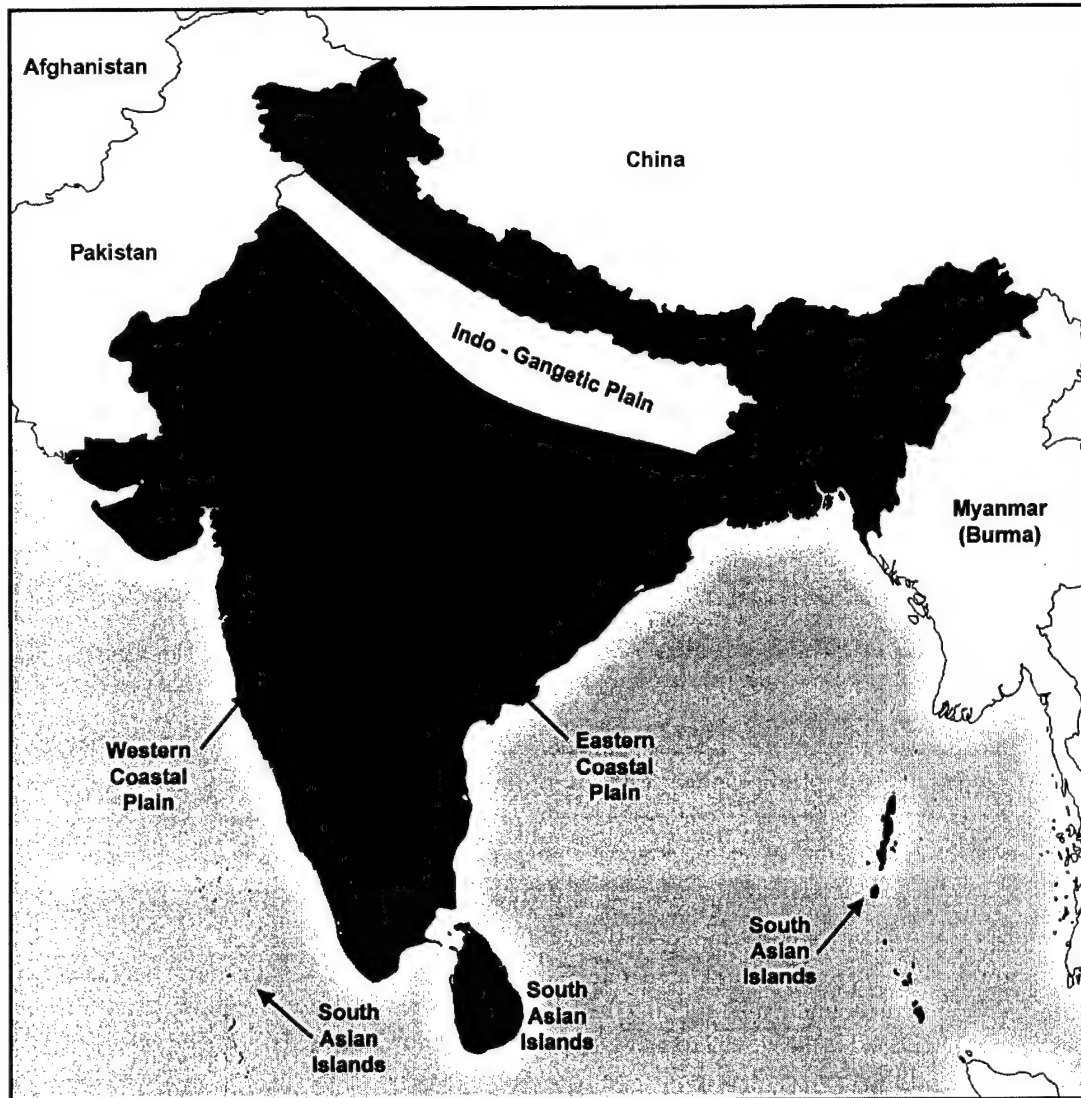 Afghanistan
China
Pakistan
Indo - Gangetic Plain
Myanmar
(Burma)
Western
Coastal
Plain
Eastern
Coastal
Plain
South
Asian
Islands
South
Asian
Islands
South
Asian
Islands